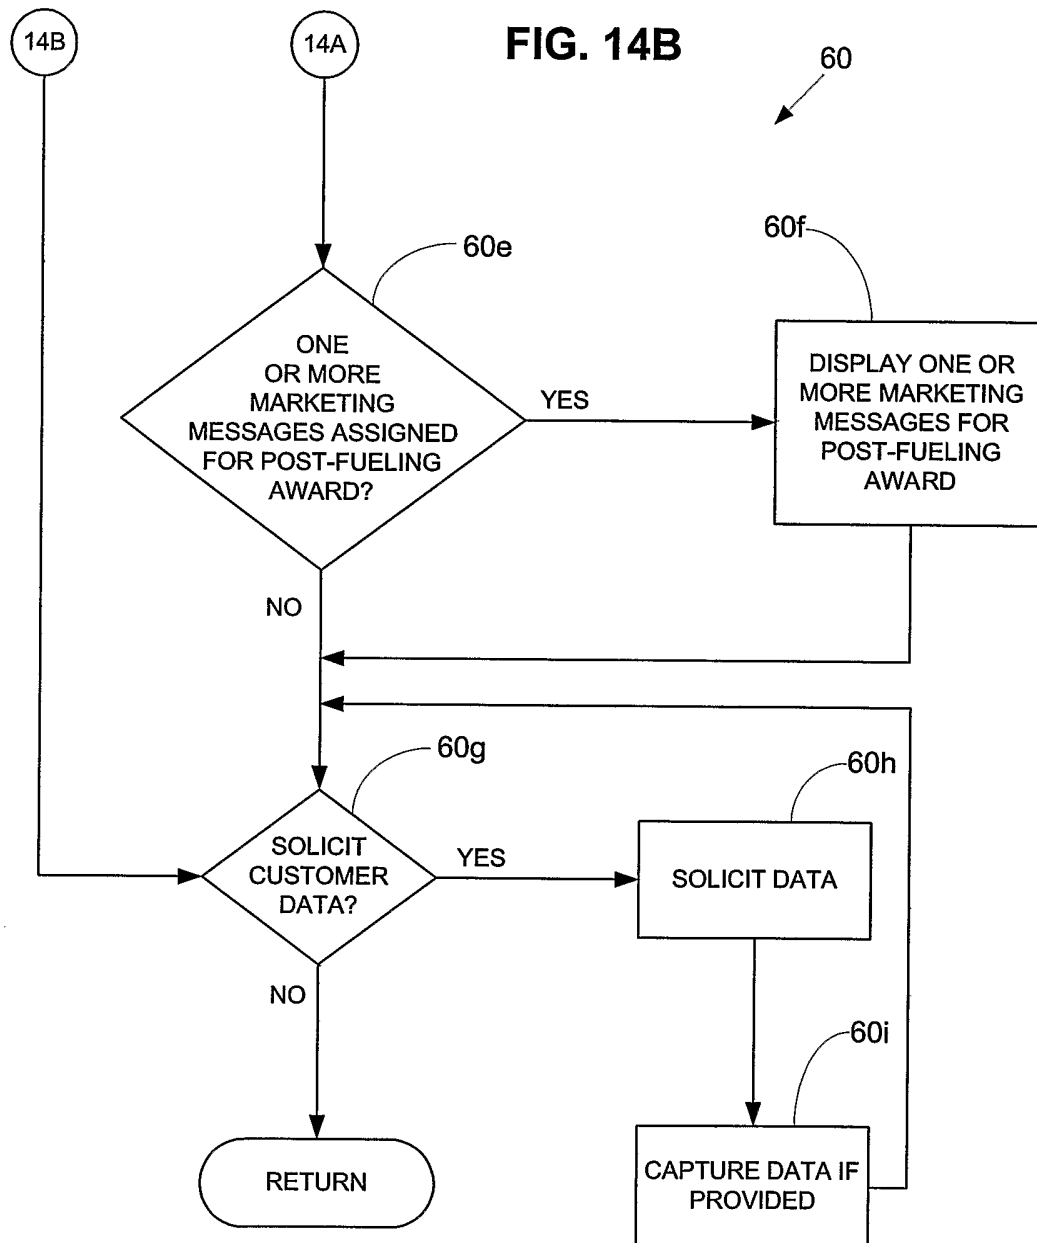 14B
14A
FIG. 14B
60
60e
60f
ONE
OR MORE
MARKETING
MESSAGES ASSIGNED
FOR POST-FUELING
AWARD?
YES
DISPLAY ONE OR
MORE MARKETING
MESSAGES FOR
POST-FUELING
AWARD
NO
60g
60h
SOLICIT
CUSTOMER
DATA?
YES
SOLICIT DATA
NO
60i
RETURN
CAPTURE DATA IF
PROVIDED